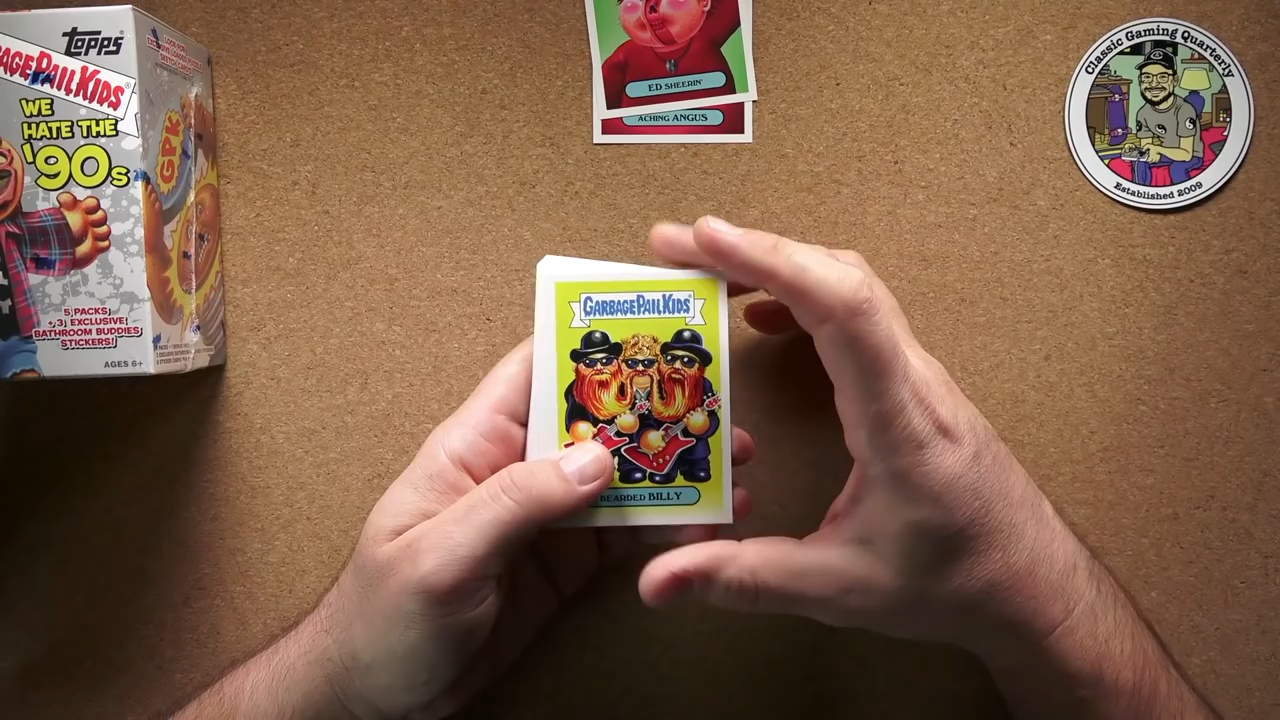 TOPPS
GARBAGE PAIL KIDS
WE
HATE THE
'90s
5 PACKS
+3 EXCLUSIVE
BATHROOM BUDDIES
STICKERS!
AGES 6+
GPK
ED SHEERIN'
ACHING ANGUS
GARBAGE PAIL KIDS
BEARDED BILLY
Classic Gaming Quarterly
Established 2009